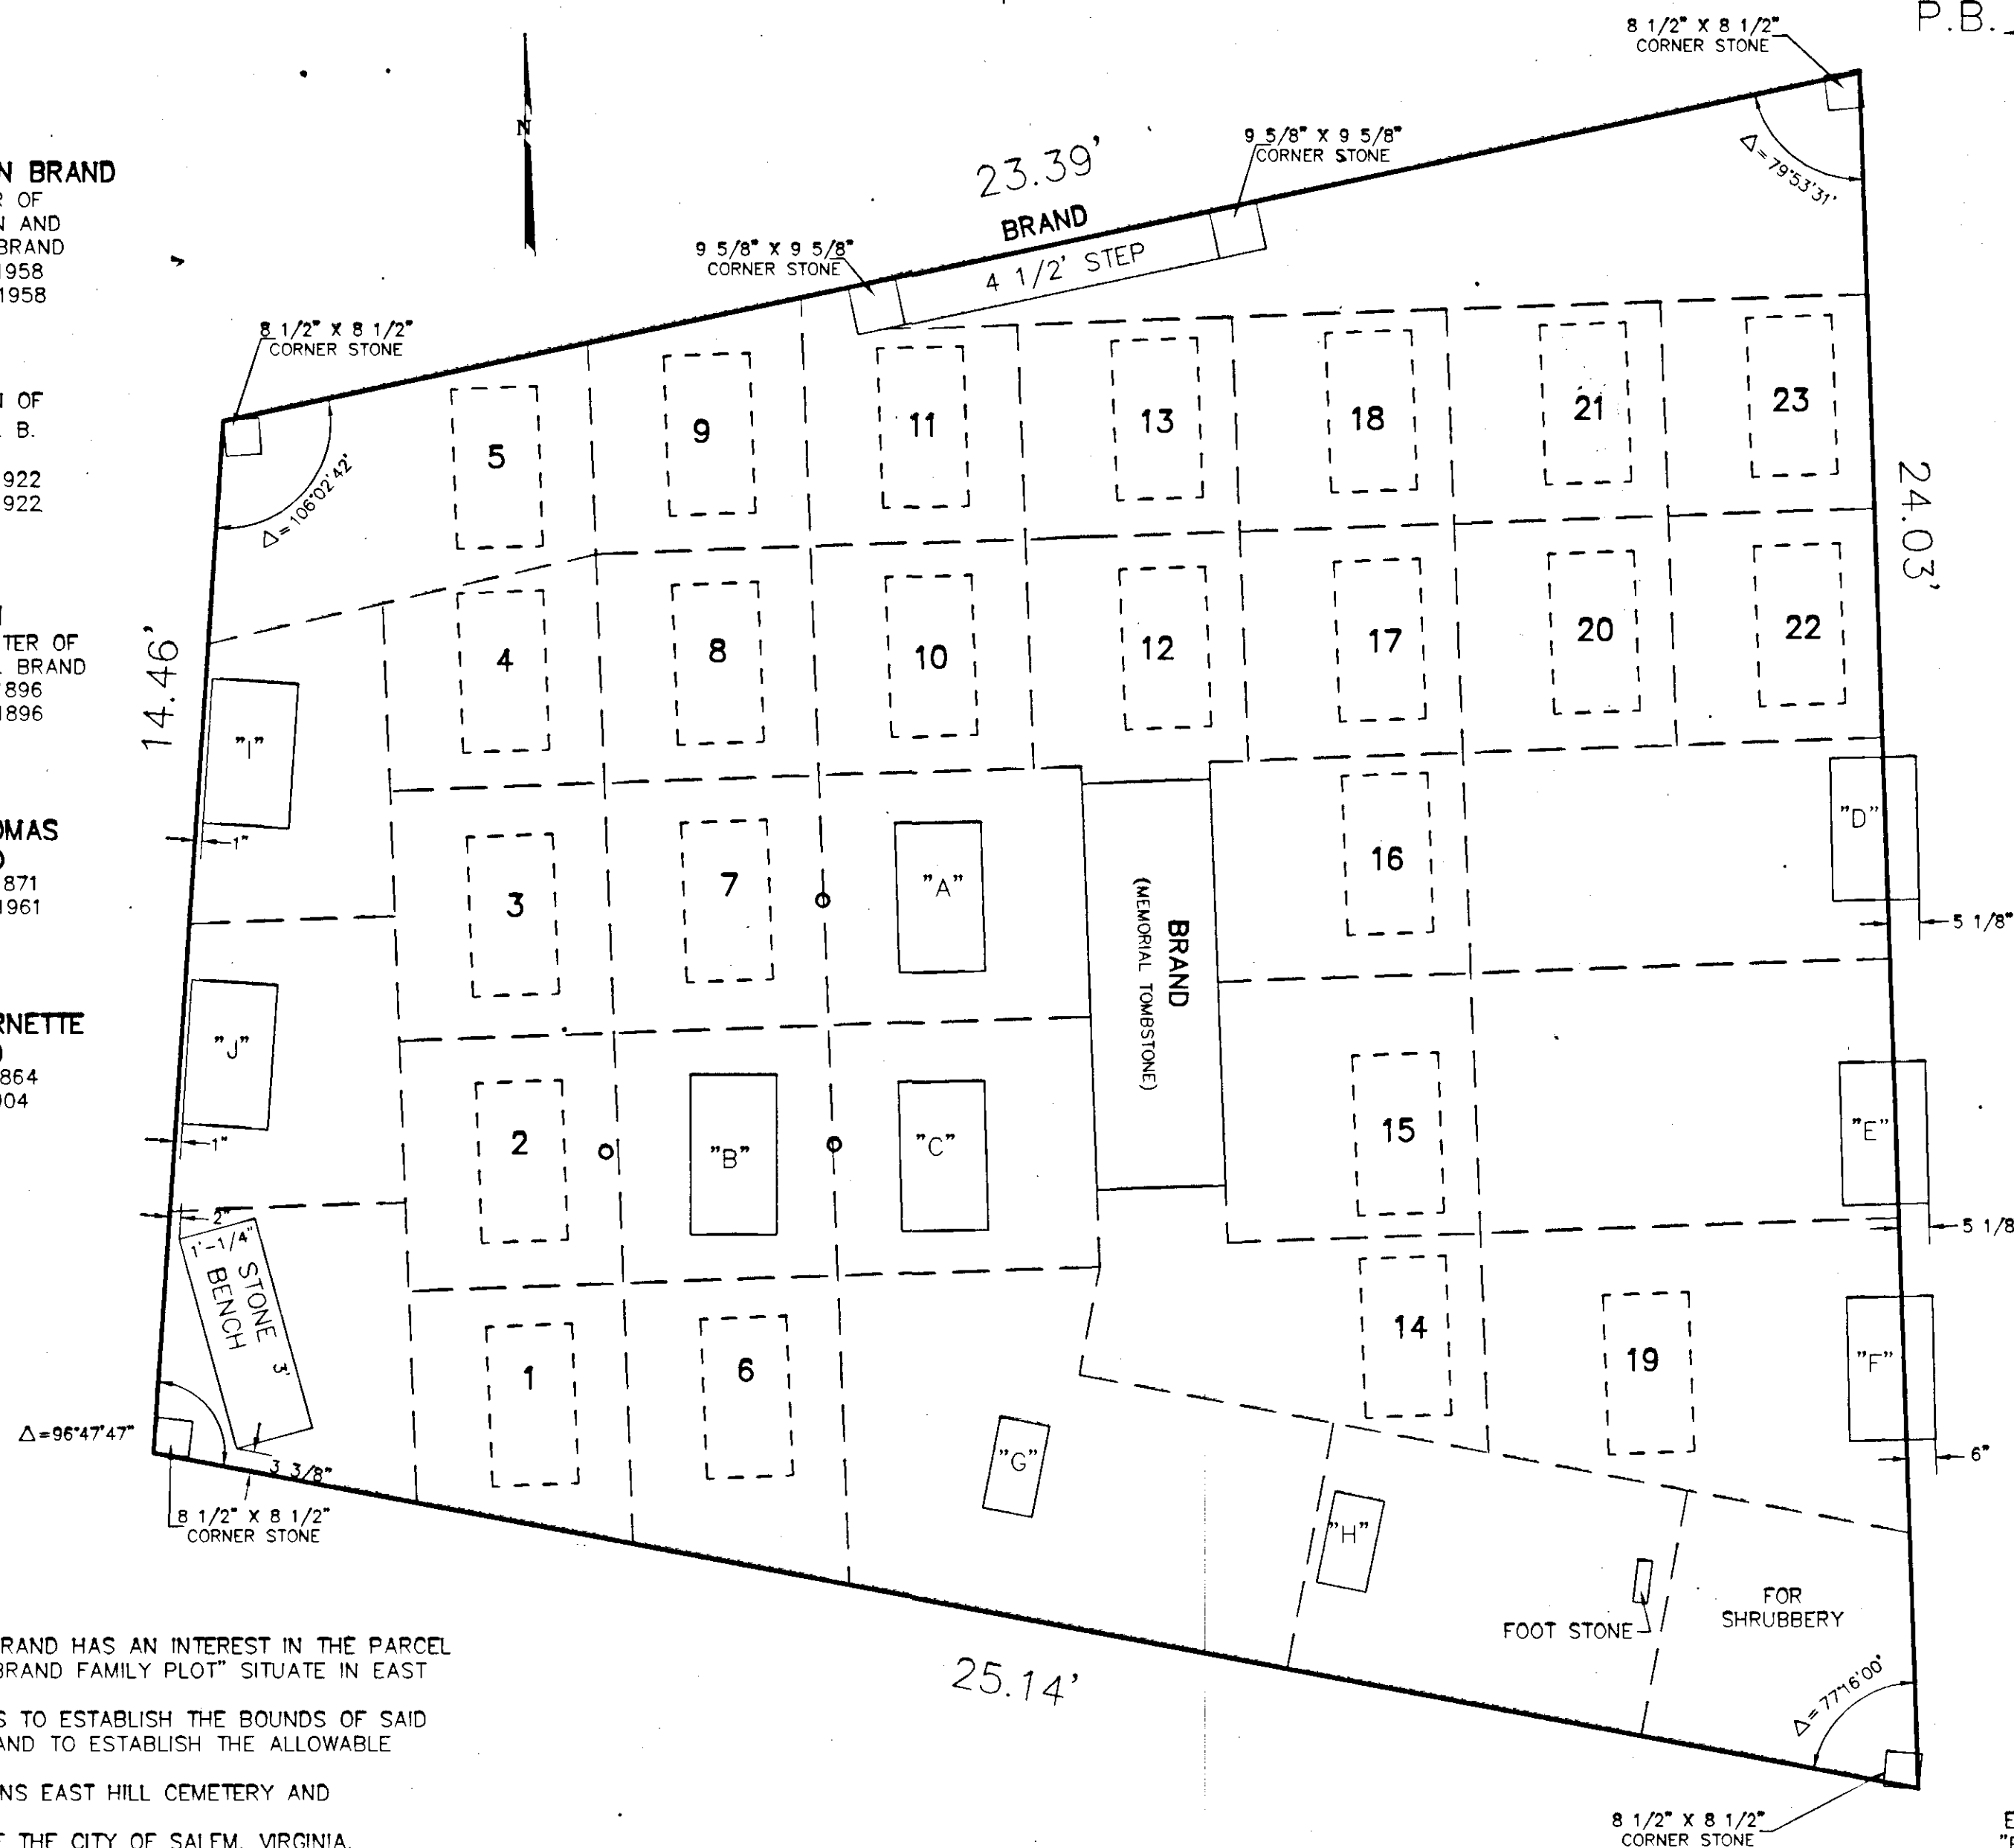 P.B.
8 1/2" X 8 1/2"
CORNER STONE
N
N BRAND
R OF
N AND
BRAND
1958
1958
23.39'
9 5/8" X 9 5/8"
CORNER STONE
BRAND
4 1/2' STEP
9 5/8" X 9 5/8"
CORNER STONE
Δ=79°53'31'
8 1/2" X 8 1/2"
CORNER STONE
Δ=106°02'42'
N OF
. B.
922
922
5
9
11
13
18
21
23
24.03'
TER OF
BRAND
896
1896
14.46'
4
8
10
12
17
20
22
"I"
1"
OMAS
871
1961
3
7
"A"
BRAND
(MEMORIAL TOMBSTONE)
16
"D"
5 1/8"
RNETTE
864
904
"J"
1"
2
"B"
"C"
15
"E"
5 1/8
2"
1'-1/4"
STONE
BENCH
3'
1
6
14
19
"F"
6"
Δ=96°47'47"
3 3/8"
8 1/2" X 8 1/2"
CORNER STONE
"G"
"H"
FOOT STONE
FOR
SHRUBBERY
25.14'
Δ=77°16'00'
8 1/2" X 8 1/2"
CORNER STONE
RAND HAS AN INTEREST IN THE PARCEL
BRAND FAMILY PLOT" SITUATE IN EAST
S TO ESTABLISH THE BOUNDS OF SAID
AND TO ESTABLISH THE ALLOWABLE
NS EAST HILL CEMETERY AND
THE CITY OF SALEM, VIRGINIA.